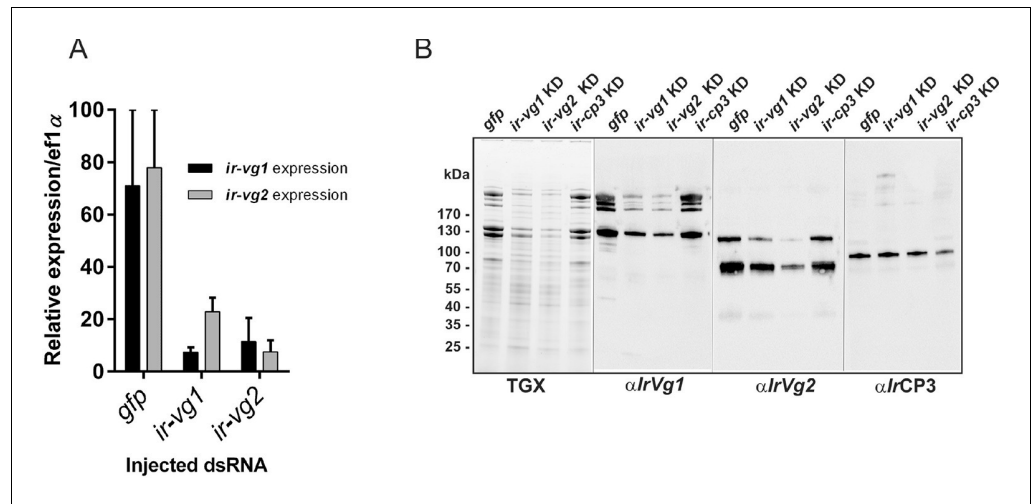 A
B
100
80
60
40
20
0
Relative expression/ef1α
ir-vg1 expression
ir-vg2 expression
gfp
ir-vg1
ir-vg2
Injected dsRNA
gfp
ir-vg1 KD
ir-vg2 KD
ir-cp3 KD
gfp
ir-vg1 KD
ir-vg2 KD
ir-cp3 KD
gfp
ir-vg1 KD
ir-vg2 KD
ir-cp3 KD
gfp
ir-vg1 KD
ir-vg2 KD
ir-cp3 KD
kDa
170 -
130 -
100 -
70 -
55 -
40 -
35 -
25 -
TGX
αIrVg1
αIrVg2
αIrCP3